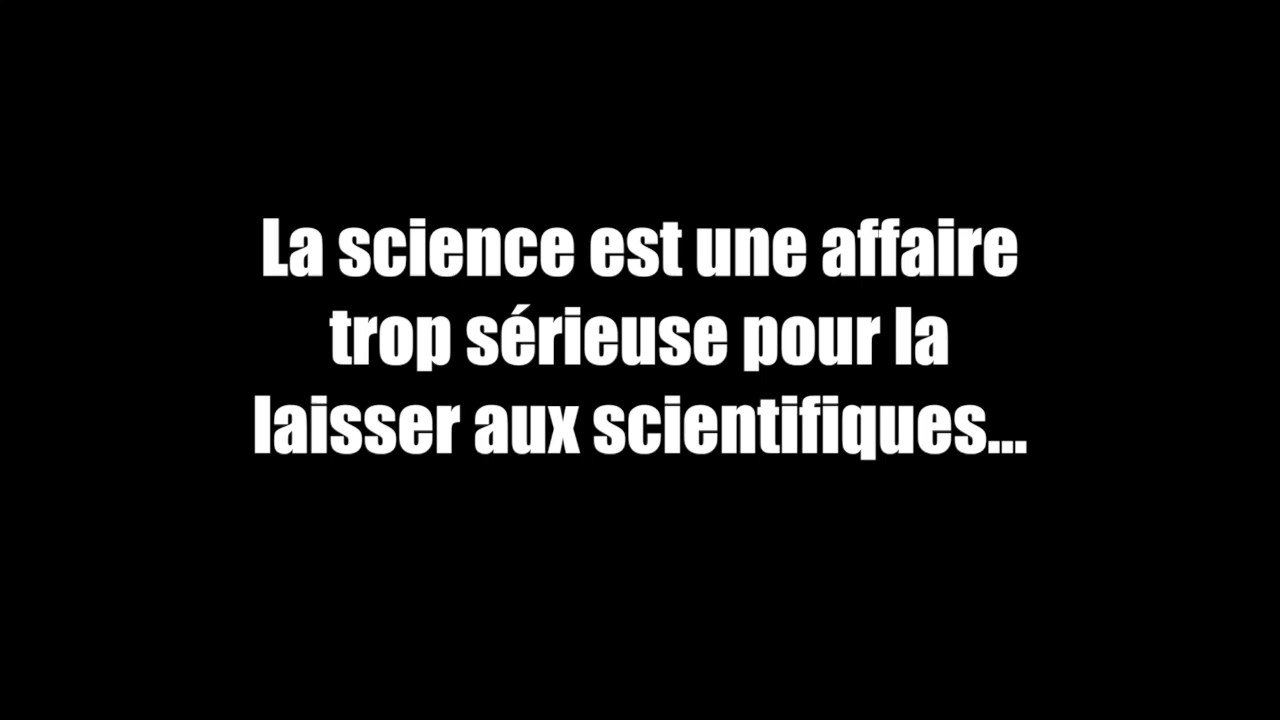 La science est une affaire
trop sérieuse pour la
laisser aux scientifiques...